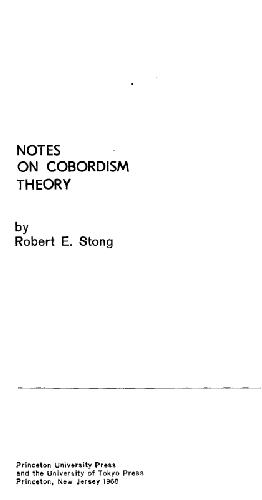 NOTES
ON COBORDISM
THEORY
by
Robert E. Stong
Princeton University Press
and the University of Tokyo Press
Princeton, New Jersey 1968